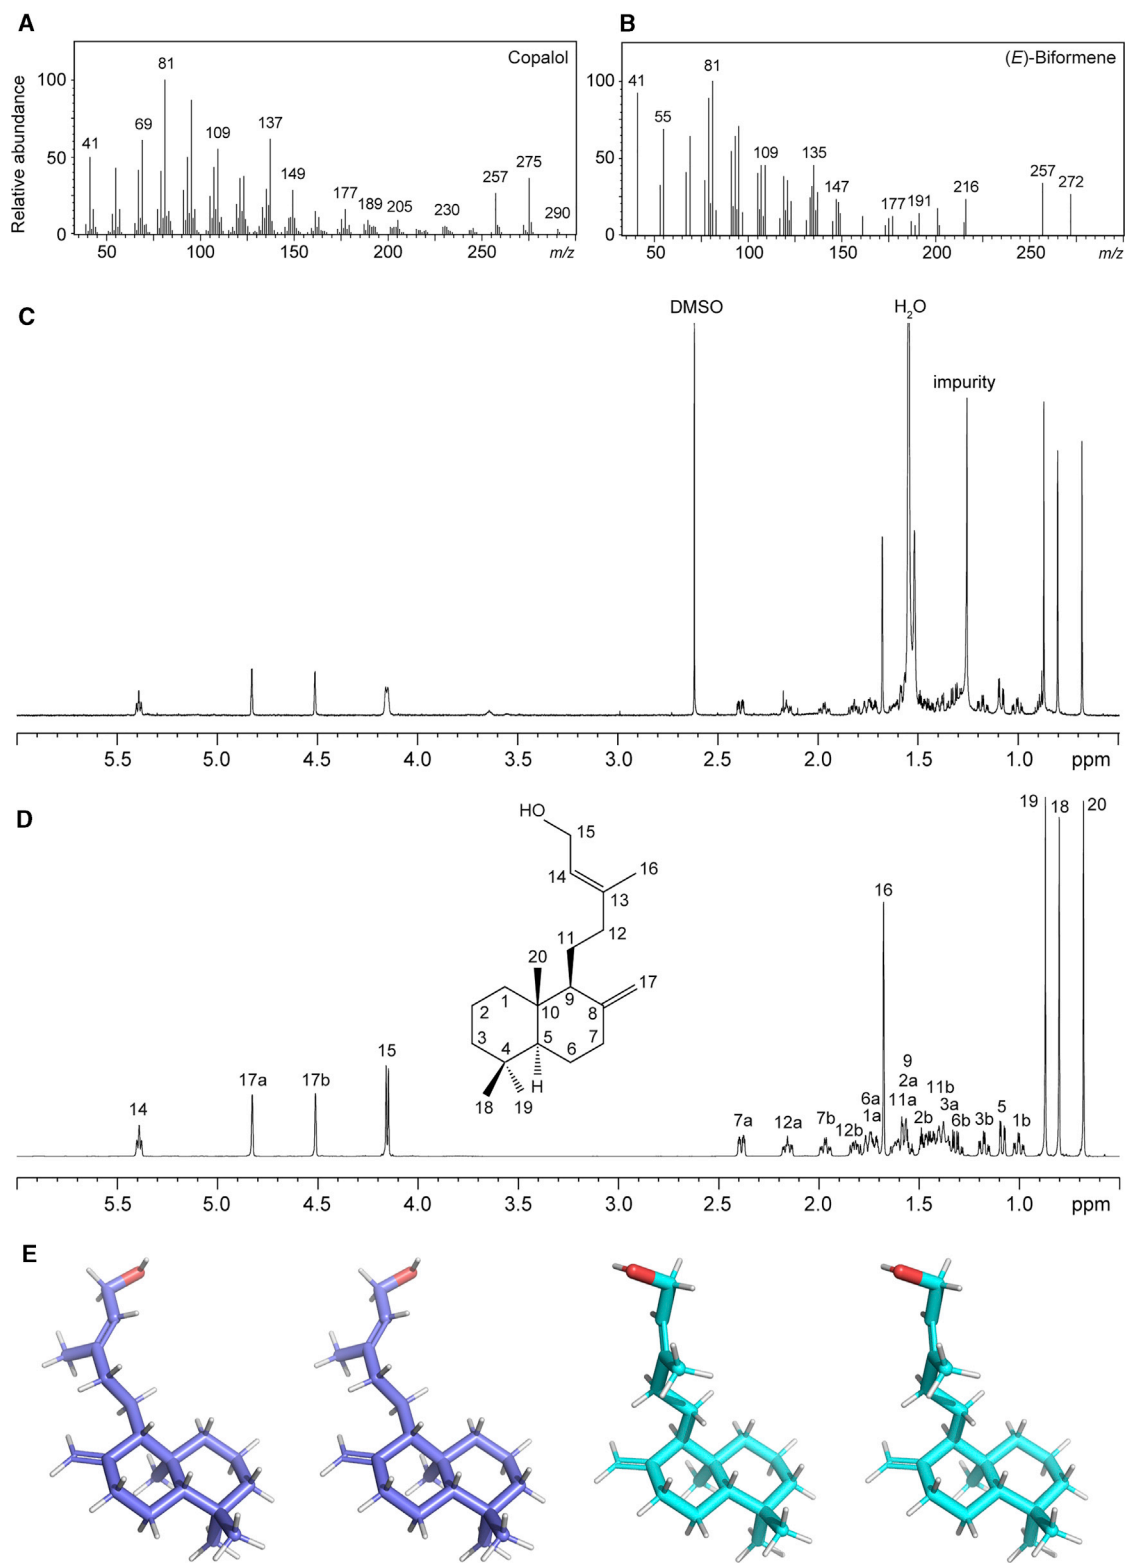 A
B
Copalol
Relative abundance
100
50
0
41
69
81
109
137
149
177
189
205
230
257
275
290
50
100
150
200
250
m/z
(E)-Biformene
100
50
0
41
55
81
109
135
147
177
191
216
257
272
50
100
150
200
250
m/z
C
DMSO
H2O
impurity
5.5
5.0
4.5
4.0
3.5
3.0
2.5
2.0
1.5
1.0
ppm
D
HO
15
14
16
13
12
11
20
17
1
9
2
10
8
3
5
7
4
6
H
18
19
14
17a
17b
15
7a
12a
7b
12b
6a
1a
16
9
2a
11a
2b
11b
3a
6b
3b
5
1b
19
18
20
5.5
5.0
4.5
4.0
3.5
3.0
2.5
2.0
1.5
1.0
ppm
E